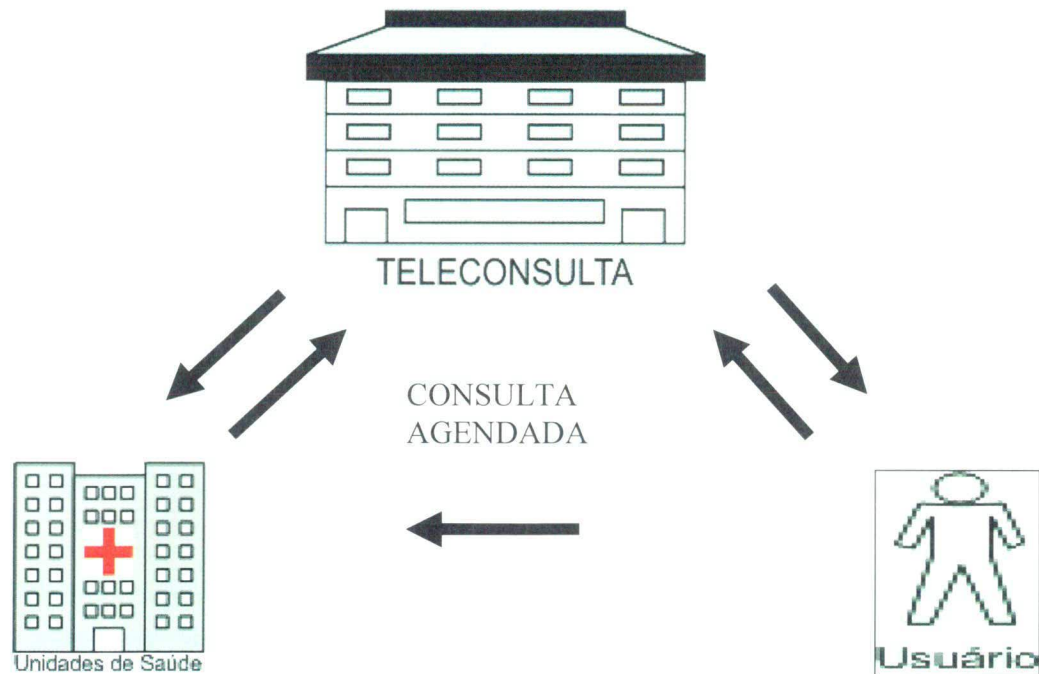 TELECONSULTA
CONSULTA
AGENDADA
Unidades de Saúde
Usuário